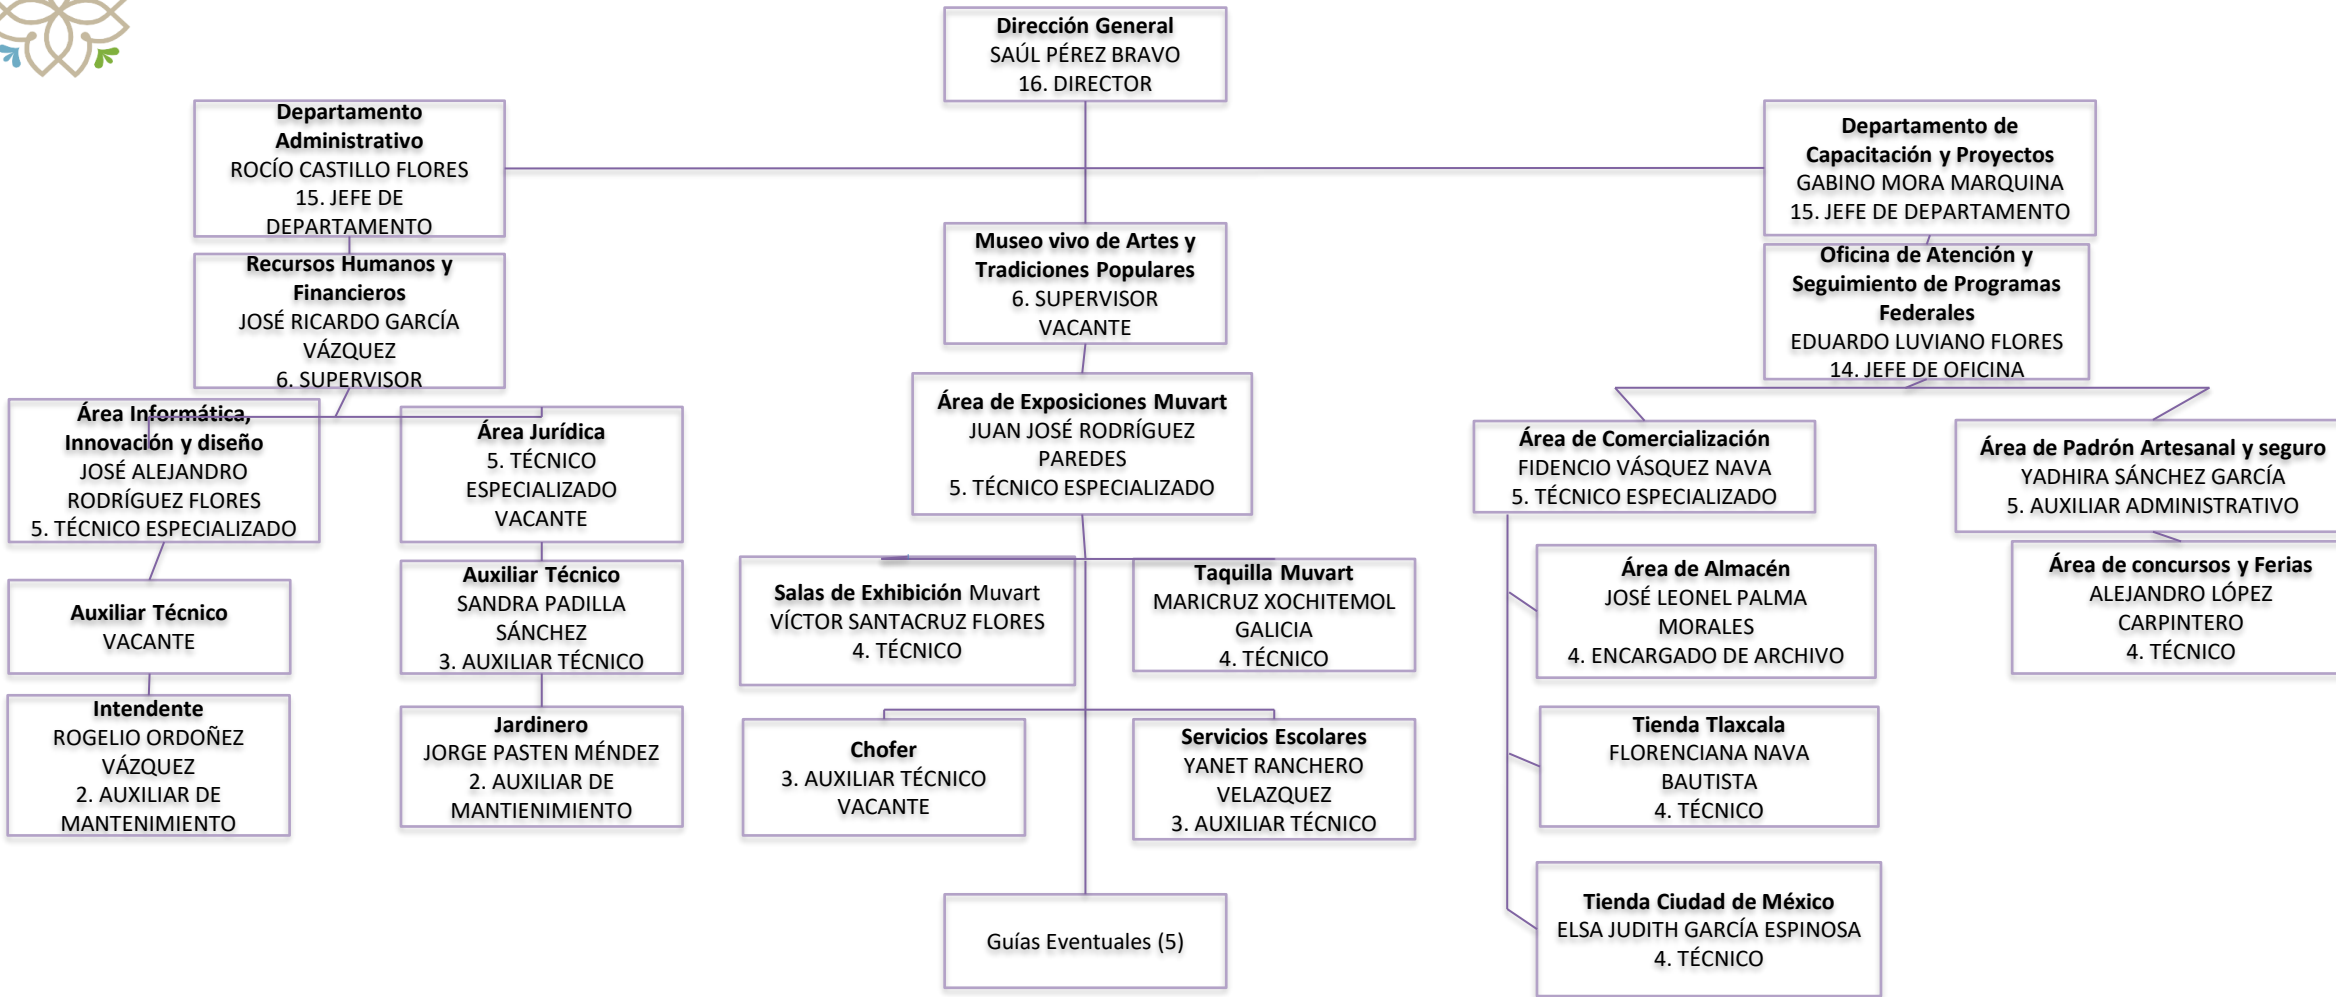 Dirección General
SAÚL PÉREZ BRAVO
16. DIRECTOR
Departamento
Administrativo
ROCÍO CASTILLO FLORES
15. JEFE DE
DEPARTAMENTO
Departamento de
Capacitación y Proyectos
GABINO MORA MARQUINA
15. JEFE DE DEPARTAMENTO
Museo vivo de Artes y
Tradiciones Populares
6. SUPERVISOR
VACANTE
Recursos Humanos y
Financieros
JOSÉ RICARDO GARCÍA
VÁZQUEZ
6. SUPERVISOR
Oficina de Atención y
Seguimiento de Programas
Federales
EDUARDO LUVIANO FLORES
14. JEFE DE OFICINA
Área Informática,
Innovación y diseño
JOSÉ ALEJANDRO
RODRÍGUEZ FLORES
5. TÉCNICO ESPECIALIZADO
Área Jurídica
5. TÉCNICO
ESPECIALIZADO
VACANTE
Área de Exposiciones Muvart
JUAN JOSÉ RODRÍGUEZ
PAREDES
5. TÉCNICO ESPECIALIZADO
Área de Comercialización
FIDENCIO VÁSQUEZ NAVA
5. TÉCNICO ESPECIALIZADO
Área de Padrón Artesanal y seguro
YADHIRA SÁNCHEZ GARCÍA
5. AUXILIAR ADMINISTRATIVO
Auxiliar Técnico
VACANTE
Auxiliar Técnico
SANDRA PADILLA
SÁNCHEZ
3. AUXILIAR TÉCNICO
Salas de Exhibición Muvart
VÍCTOR SANTACRUZ FLORES
4. TÉCNICO
Taquilla Muvart
MARICRUZ XOCHITEMOL
GALICIA
4. TÉCNICO
Área de Almacén
JOSÉ LEONEL PALMA
MORALES
4. ENCARGADO DE ARCHIVO
Área de concursos y Ferias
ALEJANDRO LÓPEZ
CARPINTERO
4. TÉCNICO
Intendente
ROGELIO ORDOÑEZ
VÁZQUEZ
2. AUXILIAR DE
MANTENIMIENTO
Jardinero
JORGE PASTEN MÉNDEZ
2. AUXILIAR DE
MANTIENIMIENTO
Chofer
3. AUXILIAR TÉCNICO
VACANTE
Servicios Escolares
YANET RANCHERO
VELAZQUEZ
3. AUXILIAR TÉCNICO
Tienda Tlaxcala
FLORENCIANA NAVA
BAUTISTA
4. TÉCNICO
Guías Eventuales (5)
Tienda Ciudad de México
ELSA JUDITH GARCÍA ESPINOSA
4. TÉCNICO